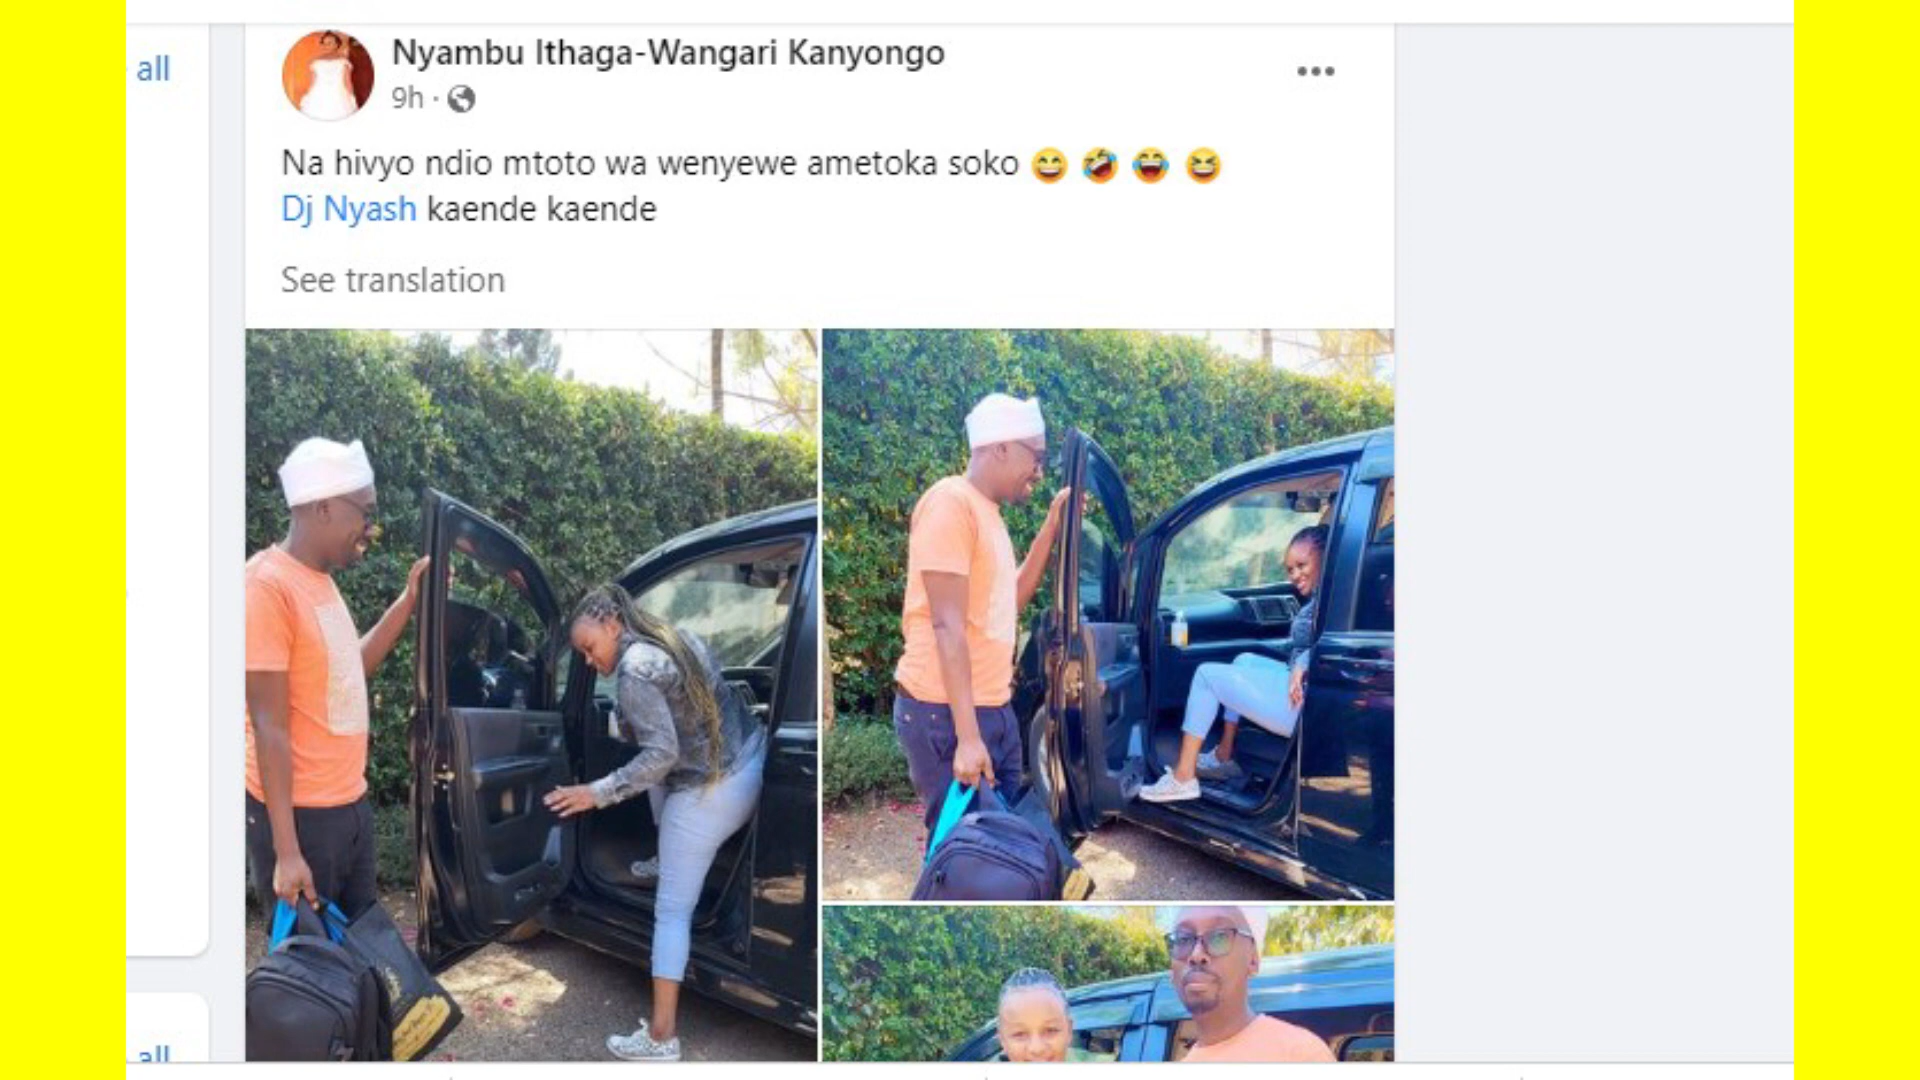 all
Nyambu Ithaga-Wangari Kanyongo
9h ·
Na hivyo ndio mtoto wa wenyewe ametoka soko 😄 🤣 😂 😆
Dj Nyash kaende kaende
See translation
all